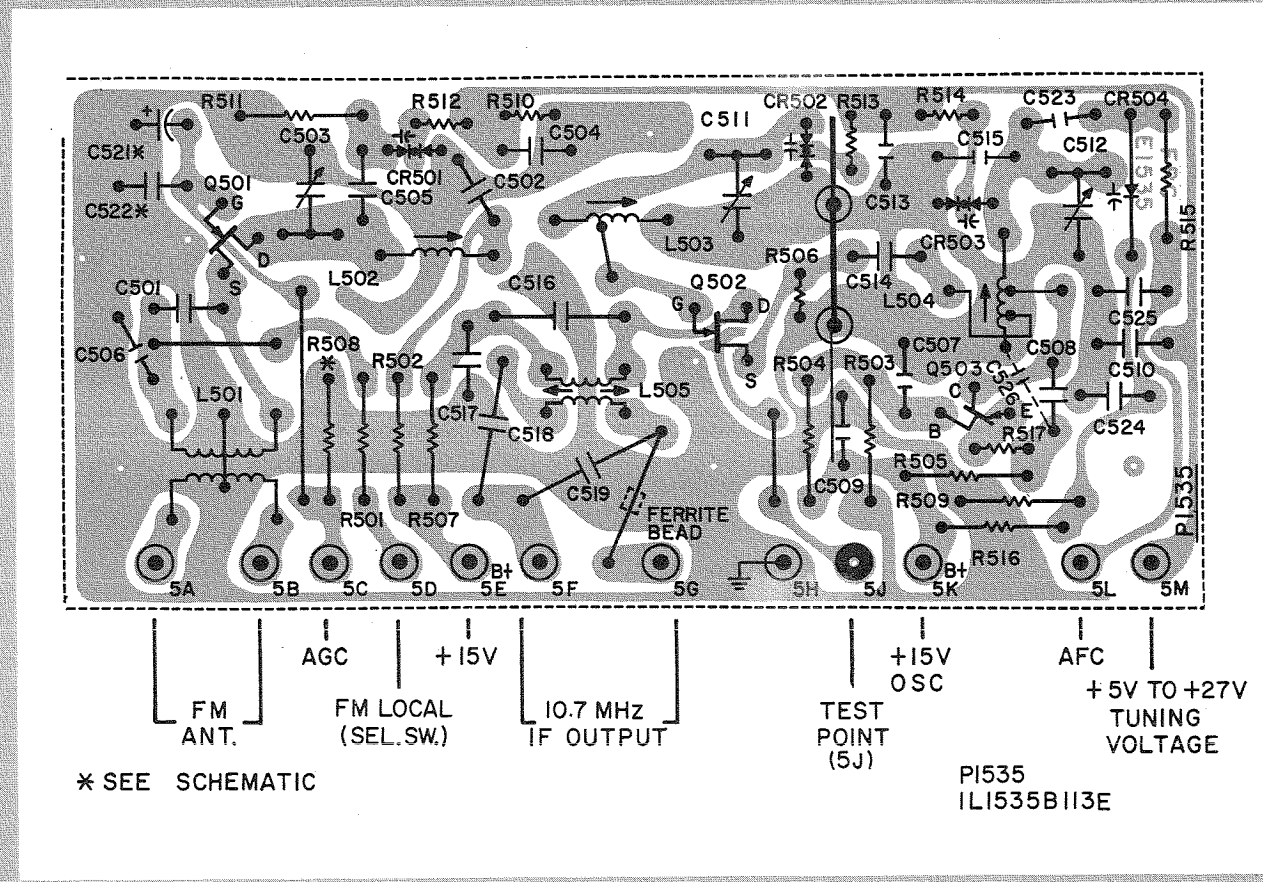 R511
R512
R510
C511
CR502
R513
R514
C523
CR504
+
C521*
C503
C504
C515
C512
E1535
C522*
Q501
G
CR501
C505
C502
C513
R515
D
S
L502
L503
R506
C514
CR503
C501
C516
Q502
G
D
S
L504
C525
C506
R508
*
R502
R504
R503
C507
Q503
C526
C508
C510
L501
C517
C518
L505
C
B
E
R517
C524
C519
C509
R505
R509
P1535
R501
R507
FERRITE
BEAD
R516
5A
5B
5C
5D
B+
5E
5F
5G
5H
5J
B+
5K
5L
5M
FM
ANT.
AGC
FM LOCAL
(SEL.SW.)
+15V
10.7 MHz
IF OUTPUT
TEST
POINT
(5J)
+15V
OSC
AFC
+5V TO +27V
TUNING
VOLTAGE
* SEE SCHEMATIC
P1535
1L1535B113E